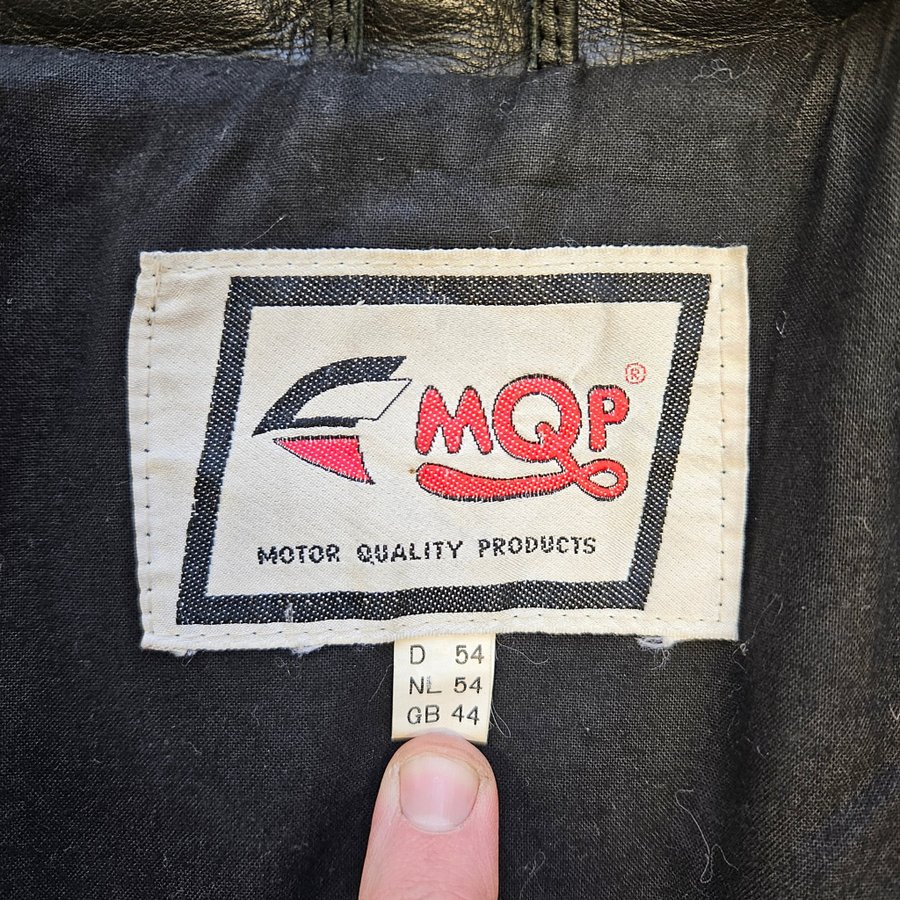 MQP®
MOTOR QUALITY PRODUCTS
D 54
NL 54
GB 44